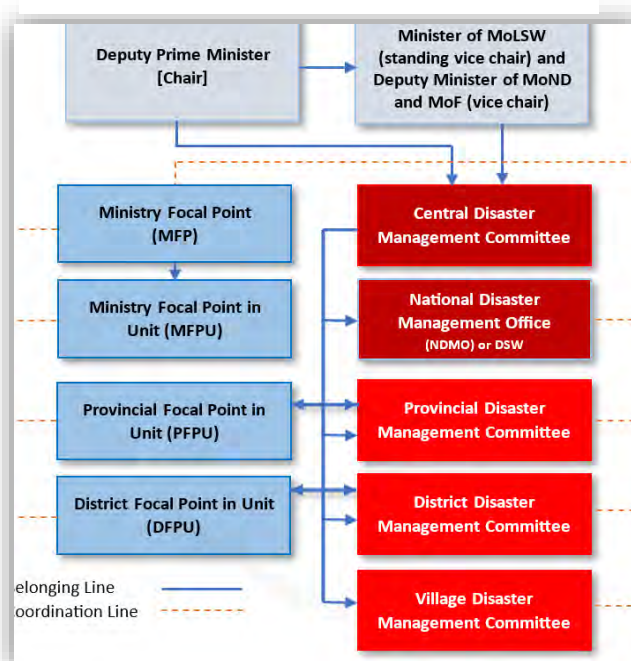 Deputy Prime Minister
[Chair]
Minister of MoLSW
(standing vice chair) and
Deputy Minister of MoND
and MoF (vice chair)
Ministry Focal Point
(MFP)
Central Disaster
Management Committee
Ministry Focal Point in
Unit (MFPU)
National Disaster
Management Office
(NDMO) or DSW
Provincial Focal Point in
Unit (PFPU)
Provincial Disaster
Management Committee
District Focal Point in Unit
(DFPU)
District Disaster
Management Committee
elonging Line
oordination Line
Village Disaster
Management Committee